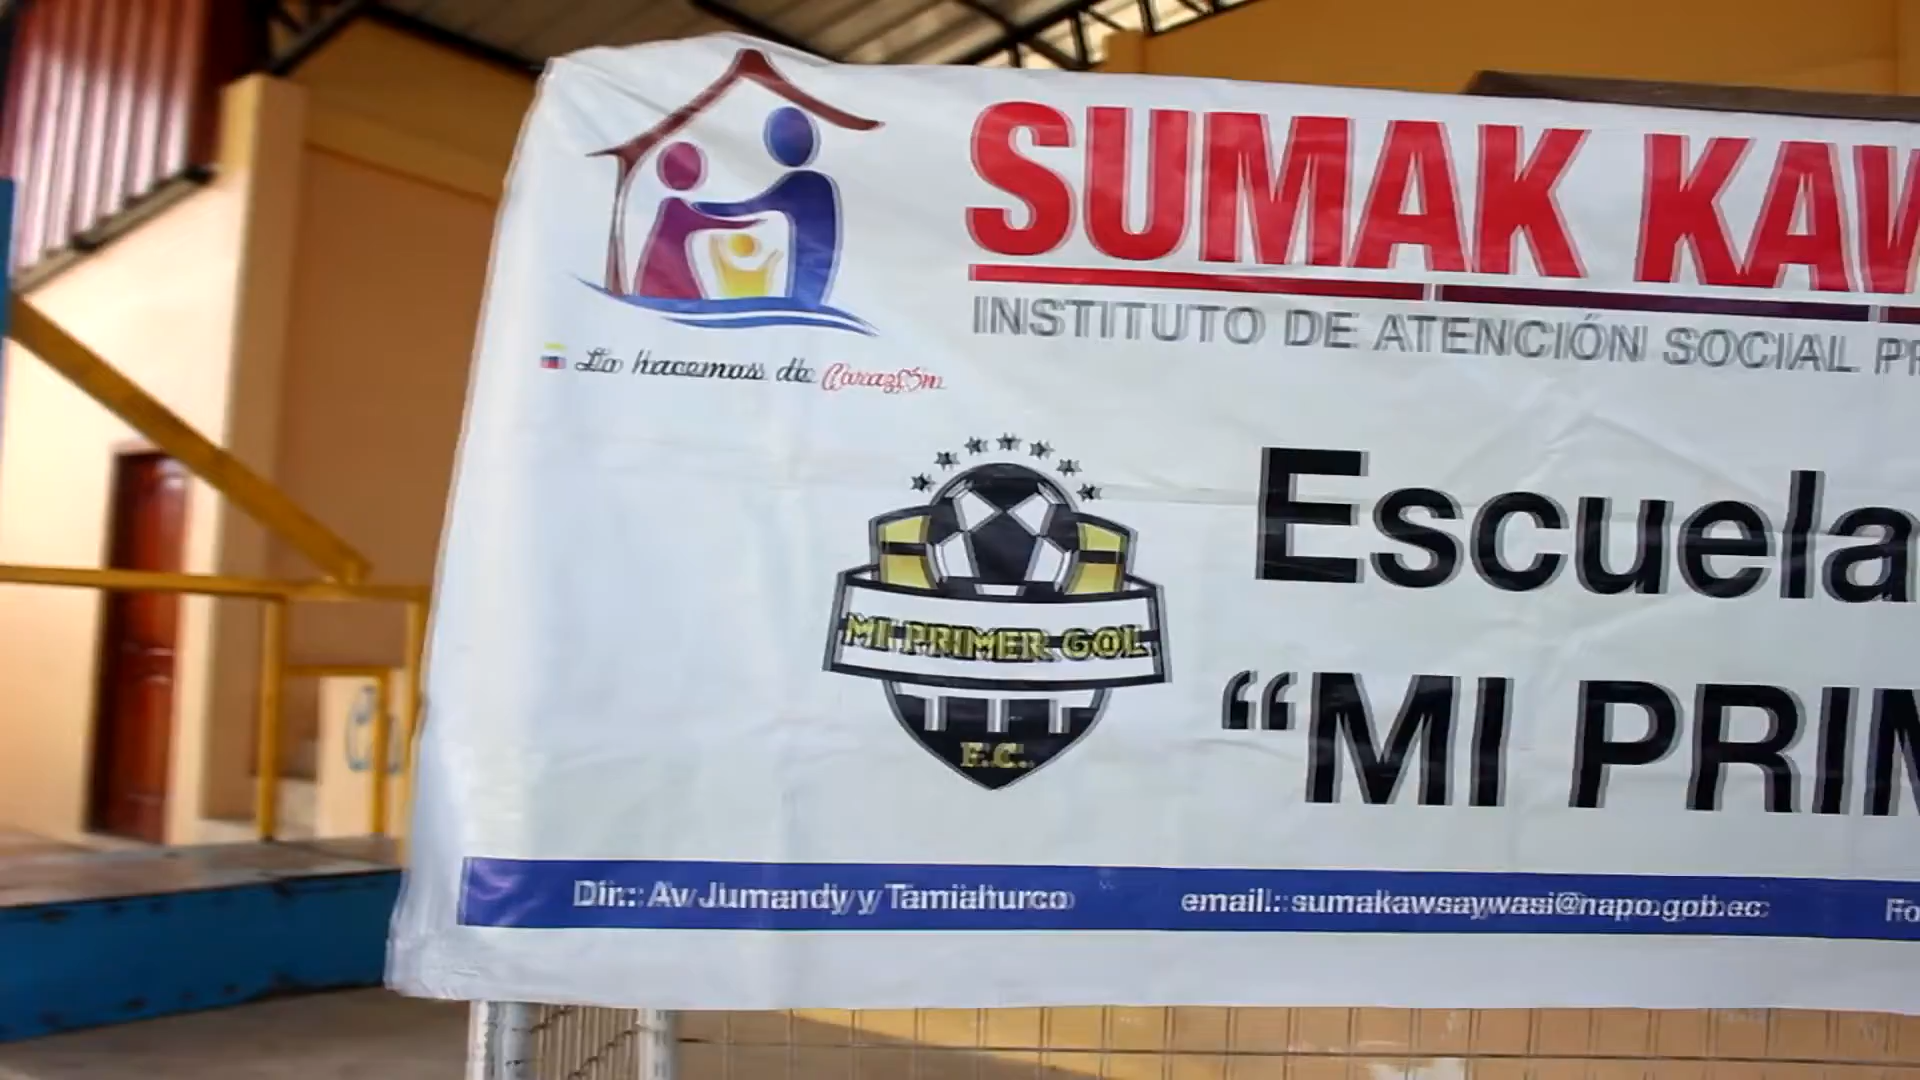 SUMAK KAW
INSTITUTO DE ATENCIÓN SOCIAL PR
Lo hacemos de Corazón
MI PRIMER GOL
F.C.
Escuela
“MI PRIM
Dir.: Av Jumandy y Tamiahurco
email.: sumakawsaywasi@napo.gob.ec
Fo